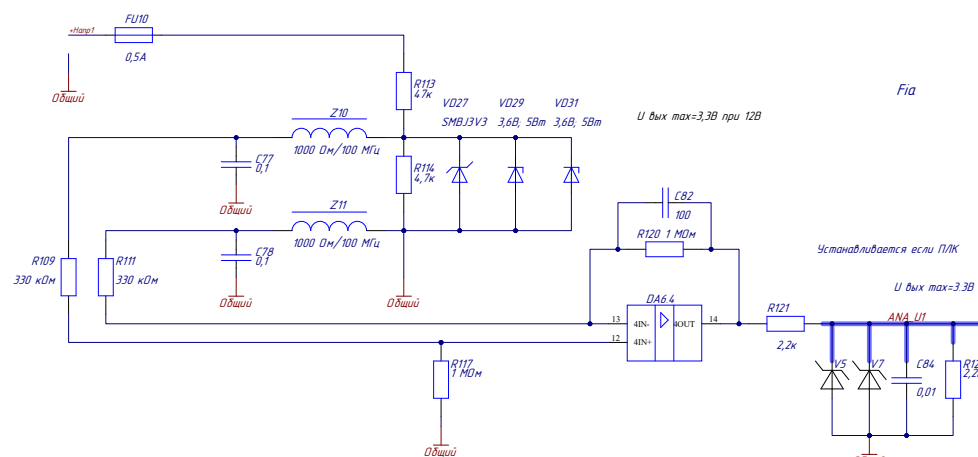 FU10
+Напр1
0,5А
Общий
R113
47к
Fia
VD27
VD29
VD31
SMBJ3V3
3,6В; 5Вт
3,6В; 5Вт
U вых max=3,3В при 12В
Z10
1000 Ом/100 МГц
C77
0,1
Общий
R114
4,7к
Z11
1000 Ом/100 МГц
C78
0,1
Общий
Общий
C82
100
R120 1 МОм
Устанавливается если ПЛК
R109
330 кОм
R111
330 кОм
U вых max=3.3В
DA6.4
13
4IN-
4OUT
14
12
4IN+
R121
2,2к
ANA_U1
R117
1 МОм
V5
V7
C84
0,01
R12
2,2
Общий